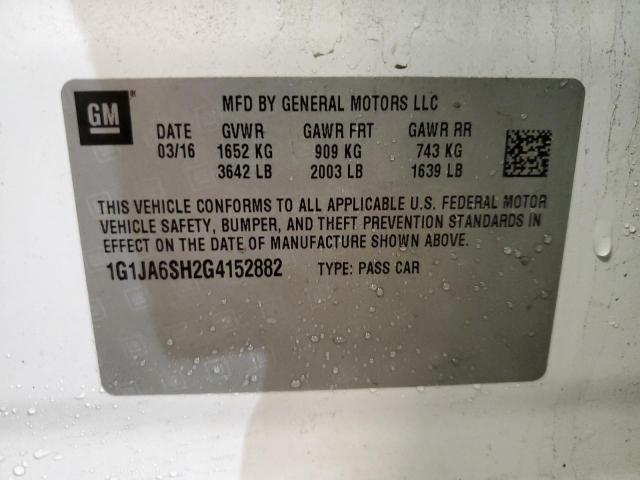 GM
MFD BY GENERAL MOTORS LLC
DATE GVWR GAWR FRT GAWR RR
03/16 1652 KG 909 KG 743 KG
3642 LB 2003 LB 1639 LB
THIS VEHICLE CONFORMS TO ALL APPLICABLE U.S. FEDERAL MOTOR
VEHICLE SAFETY, BUMPER, AND THEFT PREVENTION STANDARDS IN
EFFECT ON THE DATE OF MANUFACTURE SHOWN ABOVE.
1G1JA6SH2G4152882 TYPE: PASS CAR